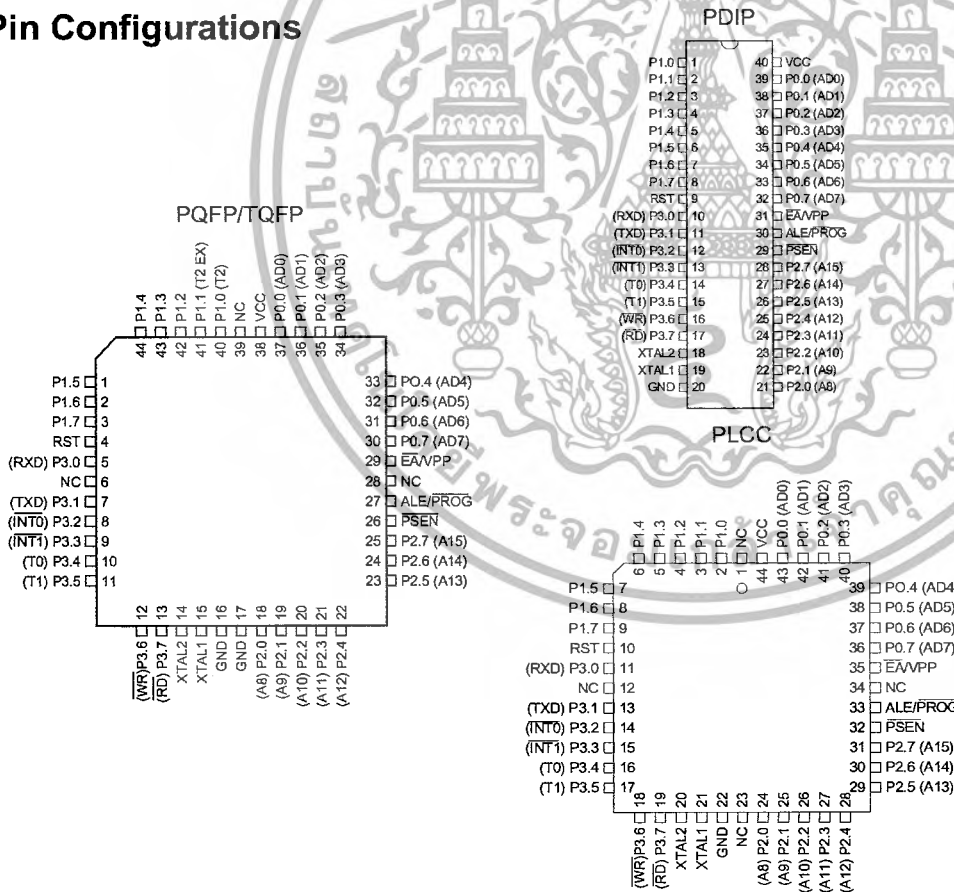 Pin Configurations
PDIP
P1.0 1
P1.1 2
P1.2 3
P1.3 4
P1.4 5
P1.5 6
P1.6 7
P1.7 8
RST 9
(RXD) P3.0 10
(TXD) P3.1 11
(INT0) P3.2 12
(INT1) P3.3 13
(T0) P3.4 14
(T1) P3.5 15
(WR) P3.6 16
(RD) P3.7 17
XTAL2 18
XTAL1 19
GND 20
40 VCC
39 P0.0 (AD0)
38 P0.1 (AD1)
37 P0.2 (AD2)
36 P0.3 (AD3)
35 P0.4 (AD4)
34 P0.5 (AD5)
33 P0.6 (AD6)
32 P0.7 (AD7)
31 EA/VPP
30 ALE/PROG
29 PSEN
28 P2.7 (A15)
27 P2.6 (A14)
26 P2.5 (A13)
25 P2.4 (A12)
24 P2.3 (A11)
23 P2.2 (A10)
22 P2.1 (A9)
21 P2.0 (A8)
PQFP/TQFP
44 P1.4
43 P1.3
42 P1.2
41 P1.1 (T2 EX)
40 P1.0 (T2)
39 NC
38 VCC
37 P0.0 (AD0)
36 P0.1 (AD1)
35 P0.2 (AD2)
34 P0.3 (AD3)
P1.5 1
P1.6 2
P1.7 3
RST 4
(RXD) P3.0 5
NC 6
(TXD) P3.1 7
(INT0) P3.2 8
(INT1) P3.3 9
(T0) P3.4 10
(T1) P3.5 11
33 PO.4 (AD4)
32 P0.5 (AD5)
31 P0.6 (AD6)
30 P0.7 (AD7)
29 EA/VPP
28 NC
27 ALE/PROG
26 PSEN
25 P2.7 (A15)
24 P2.6 (A14)
23 P2.5 (A13)
(WR) P3.6 12
(RD) P3.7 13
XTAL2 14
XTAL1 15
GND 16
GND 17
(A8) P2.0 18
(A9) P2.1 19
(A10) P2.2 20
(A11) P2.3 21
(A12) P2.4 22
PLCC
6 P1.4
5 P1.3
4 P1.2
3 P1.1
2 P1.0
1 NC
44 VCC
43 P0.0 (AD0)
42 P0.1 (AD1)
41 P0.2 (AD2)
40 P0.3 (AD3)
P1.5 7
P1.6 8
P1.7 9
RST 10
(RXD) P3.0 11
NC 12
(TXD) P3.1 13
(INT0) P3.2 14
(INT1) P3.3 15
(T0) P3.4 16
(T1) P3.5 17
39 PO.4 (AD4
38 P0.5 (AD5)
37 P0.6 (AD6)
36 P0.7 (AD7)
35 EA/VPP
34 NC
33 ALE/PROG
32 PSEN
31 P2.7 (A15)
30 P2.6 (A14)
29 P2.5 (A13)
(WR) P3.6 18
(RD) P3.7 19
XTAL2 20
XTAL1 21
GND 22
NC 23
(A8) P2.0 24
(A9) P2.1 25
(A10) P2.2 26
(A11) P2.3 27
(A12) P2.4 28